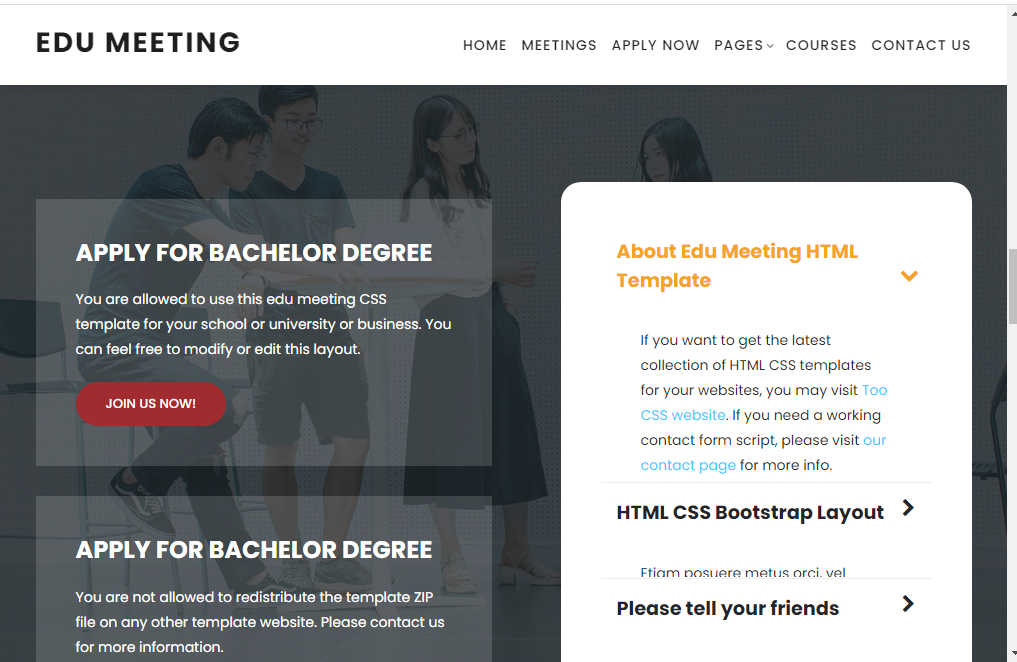 EDU MEETING
HOME MEETINGS APPLY NOW PAGES COURSES CONTACT US
APPLY FOR BACHELOR DEGREE
You are allowed to use this edu meeting CSS
template for your school or university or business. You
can feel free to modify or edit this layout.
JOIN US NOW!
APPLY FOR BACHELOR DEGREE
You are not allowed to redistribute the template ZIP
file on any other template website. Please contact us
for more information.
About Edu Meeting HTML
Template
If you want to get the latest
collection of HTML CSS templates
for your websites, you may visit Too
CSS website. If you need a working
contact form script, please visit our
contact page for more info.
HTML CSS Bootstrap Layout
Etiam posuere metus orci, vel
Please tell your friends